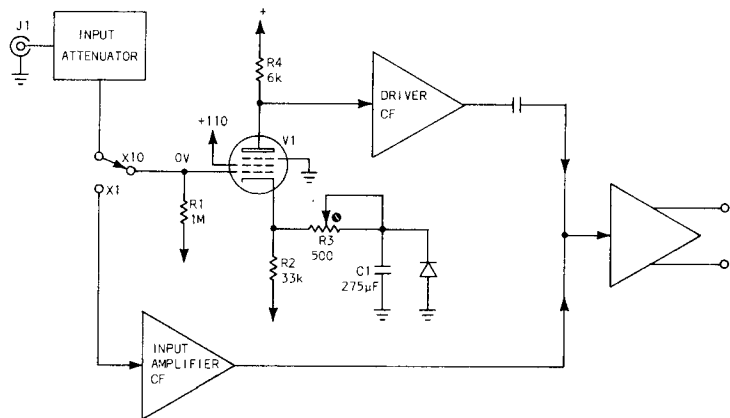 J1
INPUT
ATTENUATOR
+
R4
6k
DRIVER
CF
+110
V1
X10
0V
X1
R1
1M
R3
500
R2
33k
C1
275µF
INPUT
AMPLIFIER
CF